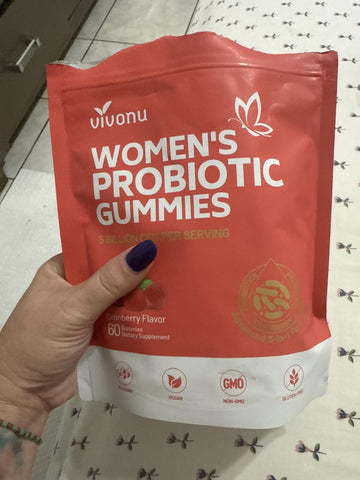 vivonu
WOMEN'S
PROBIOTIC
GUMMIES
5 BILLION CFU PER SERVING
Cranberry Flavor
60 Gummies
Dietary Supplement
VEGAN
GMO
NON-GMO
GLUTEN-FREE